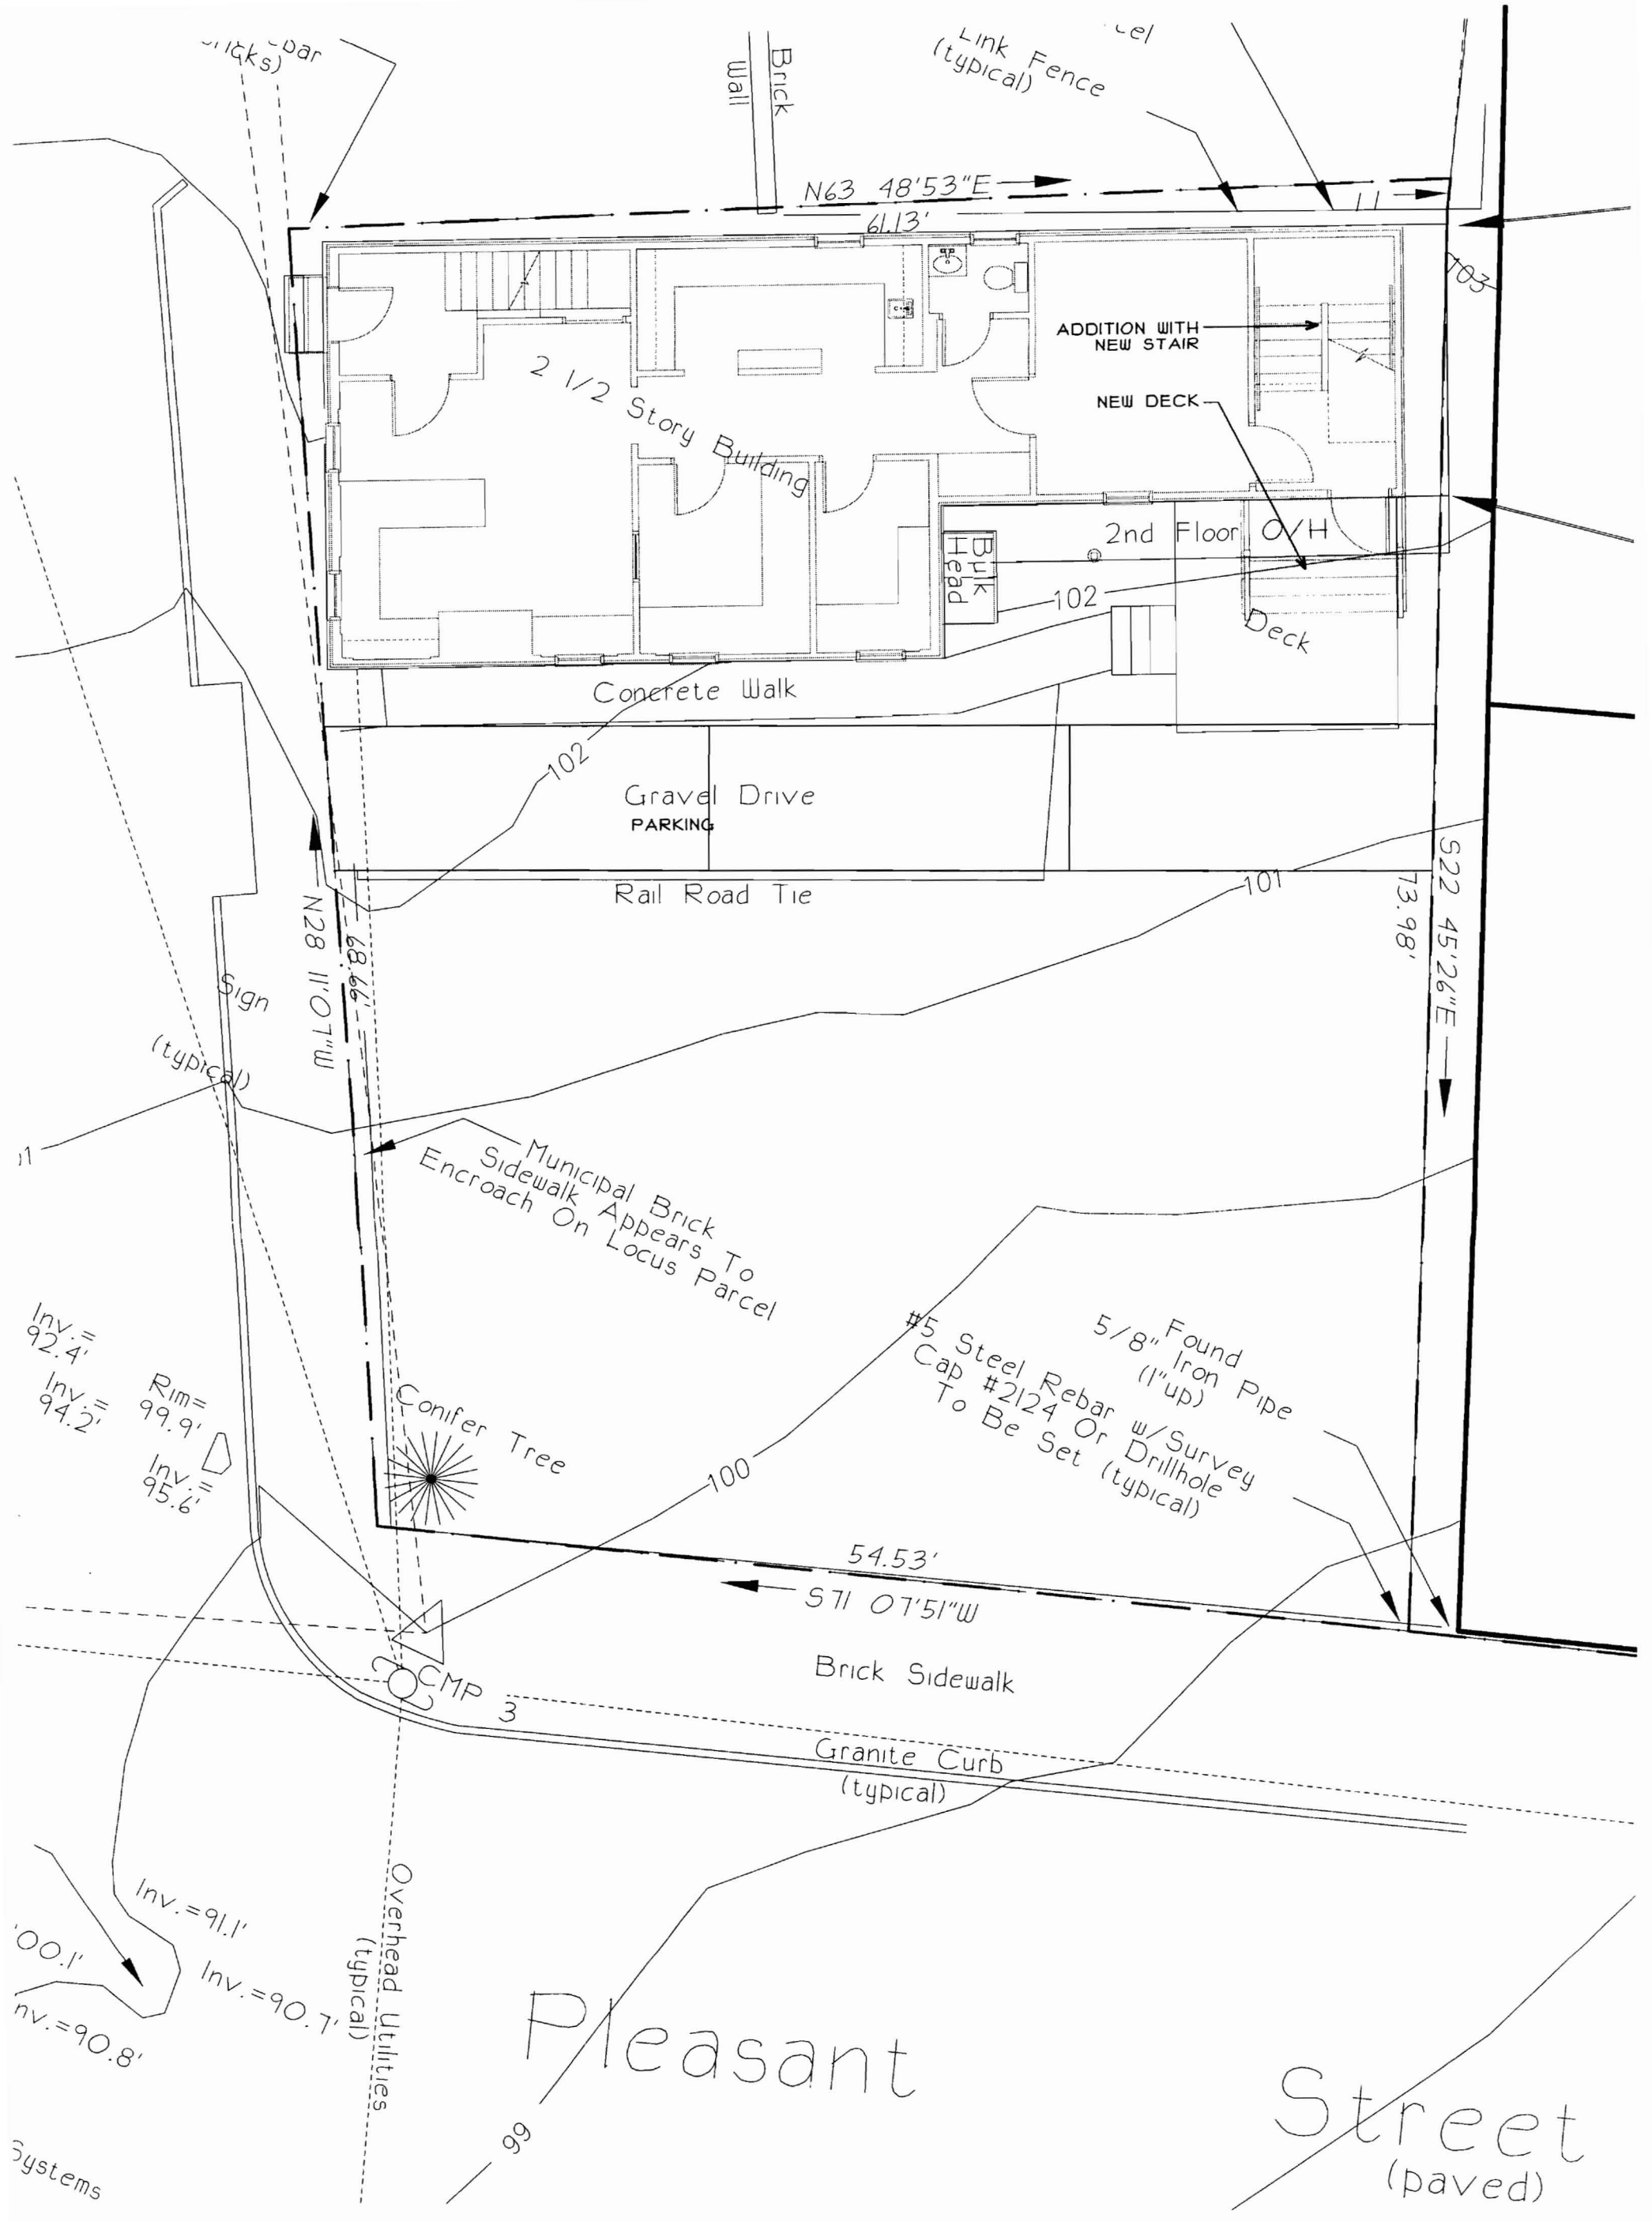 Link Fence
(typical)
Brick
Wall
N63 48'53"E
61.13'
11
103
ADDITION WITH
NEW STAIR
NEW DECK
2 1/2 Story Building
2nd Floor O/H
Bulk
Head
102
Deck
Concrete Walk
102
Gravel Drive
PARKING
Rail Road Tie
101
S22 45'26"E
73.98'
N28 11'07"W
68.66'
Sign
(typical)
Municipal Brick
Sidewalk Appears To
Encroach On Locus Parcel
Inv.=
92.4'
Inv.=
94.2'
Rim=
99.9'
Inv.=
95.6'
Conifer Tree
Found
5/8" Iron Pipe
(1"up)
#5 Steel Rebar w/Survey
Cap #2124 Or Drillhole
To Be Set (typical)
100
54.53'
S71 07'51"W
Brick Sidewalk
CMP 3
Granite Curb
(typical)
Overhead Utilities
(typical)
Inv.=91.1'
Inv.=90.7'
00.1'
nv.=90.8'
Pleasant Street
(paved)
99
Systems